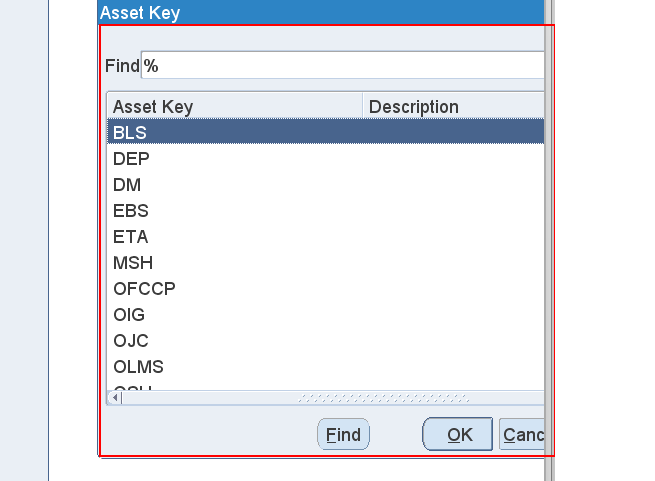 Asset Key
Find %
Asset Key Description
BLS
DEP
DM
EBS
ETA
MSH
OFCCP
OIG
OJC
OLMS
Find OK Canc